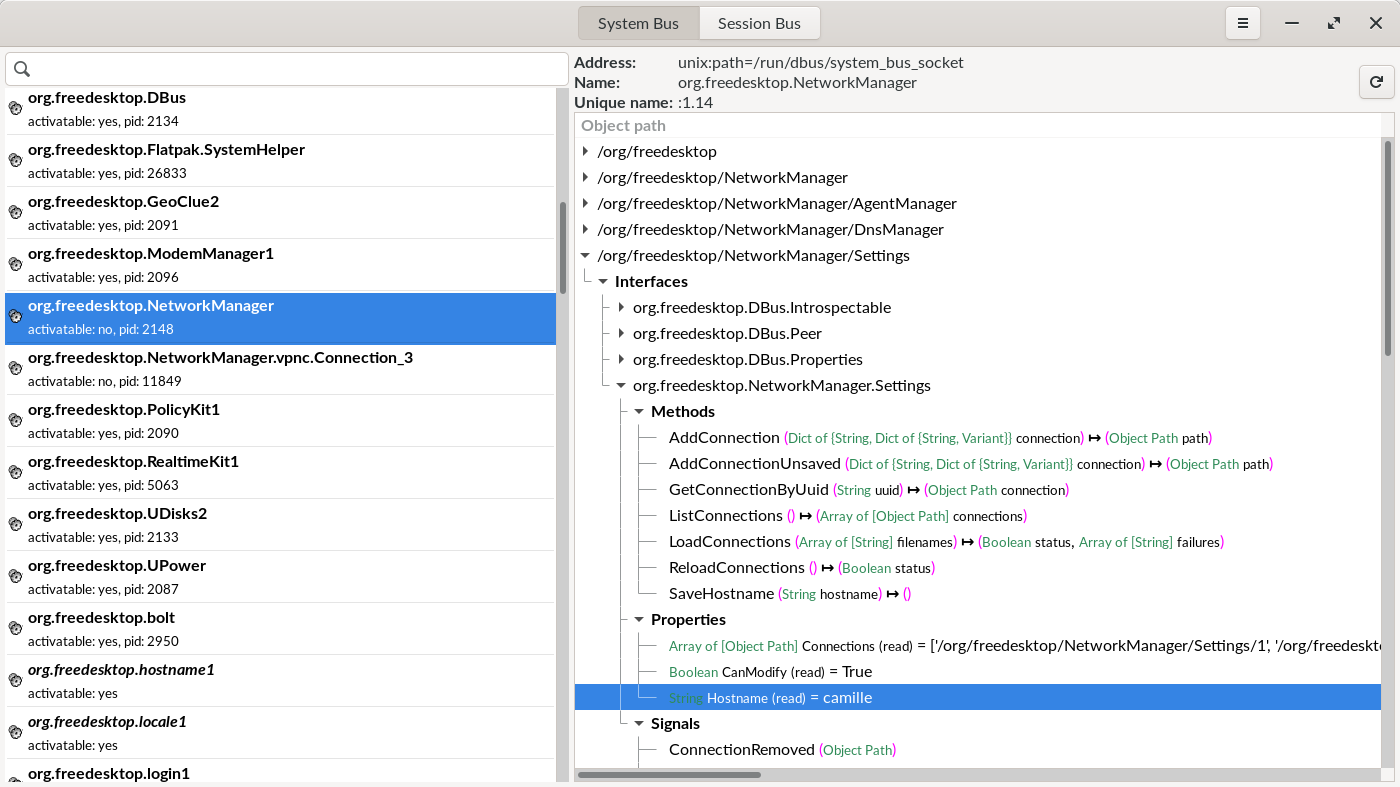 System Bus
Session Bus
org.freedesktop.DBus
activatable: yes, pid: 2134
org.freedesktop.Flatpak.SystemHelper
activatable: yes, pid: 26833
org.freedesktop.GeoClue2
activatable: yes, pid: 2091
org.freedesktop.ModemManager1
activatable: yes, pid: 2096
org.freedesktop.NetworkManager
activatable: no, pid: 2148
org.freedesktop.NetworkManager.vpnc.Connection_3
activatable: no, pid: 11849
org.freedesktop.PolicyKit1
activatable: yes, pid: 2090
org.freedesktop.RealtimeKit1
activatable: yes, pid: 5063
org.freedesktop.UDisks2
activatable: yes, pid: 2133
org.freedesktop.UPower
activatable: yes, pid: 2087
org.freedesktop.bolt
activatable: yes, pid: 2950
org.freedesktop.hostname1
activatable: yes
org.freedesktop.locale1
activatable: yes
org.freedesktop.login1
Address: unix:path=/run/dbus/system_bus_socket
Name: org.freedesktop.NetworkManager
Unique name: :1.14
Object path
/org/freedesktop
/org/freedesktop/NetworkManager
/org/freedesktop/NetworkManager/AgentManager
/org/freedesktop/NetworkManager/DnsManager
/org/freedesktop/NetworkManager/Settings
Interfaces
org.freedesktop.DBus.Introspectable
org.freedesktop.DBus.Peer
org.freedesktop.DBus.Properties
org.freedesktop.NetworkManager.Settings
Methods
AddConnection (Dict of {String, Dict of {String, Variant}} connection) ↦ (Object Path path)
AddConnectionUnsaved (Dict of {String, Dict of {String, Variant}} connection) ↦ (Object Path path)
GetConnectionByUuid (String uuid) ↦ (Object Path connection)
ListConnections () ↦ (Array of [Object Path] connections)
LoadConnections (Array of [String] filenames) ↦ (Boolean status, Array of [String] failures)
ReloadConnections () ↦ (Boolean status)
SaveHostname (String hostname) ↦ ()
Properties
Array of [Object Path] Connections (read) = ['/org/freedesktop/NetworkManager/Settings/1', '/org/freedeskt
Boolean CanModify (read) = True
String Hostname (read) = camille
Signals
ConnectionRemoved (Object Path)